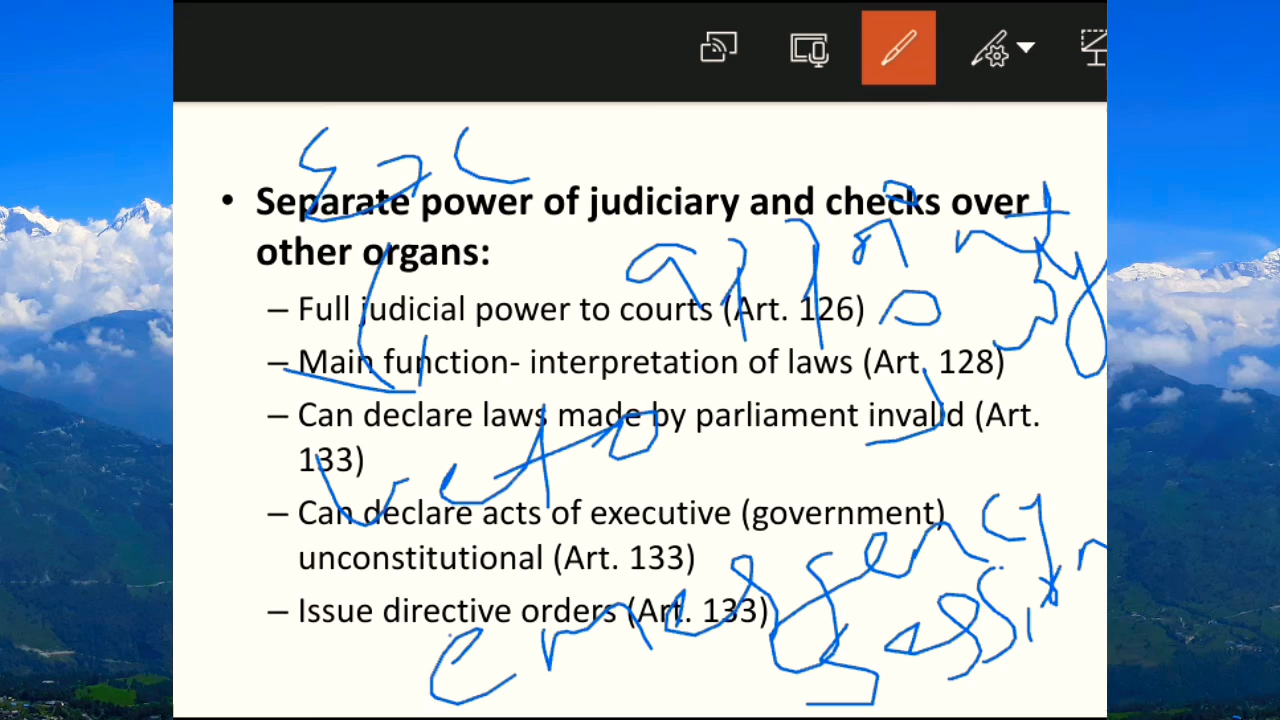 • Separate power of judiciary and checks over
other organs:
– Full judicial power to courts (Art. 126)
– Main function- interpretation of laws (Art. 128)
– Can declare laws made by parliament invalid (Art.
133)
– Can declare acts of executive (government)
unconstitutional (Art. 133)
– Issue directive orders (Art. 133)
veto
emergency